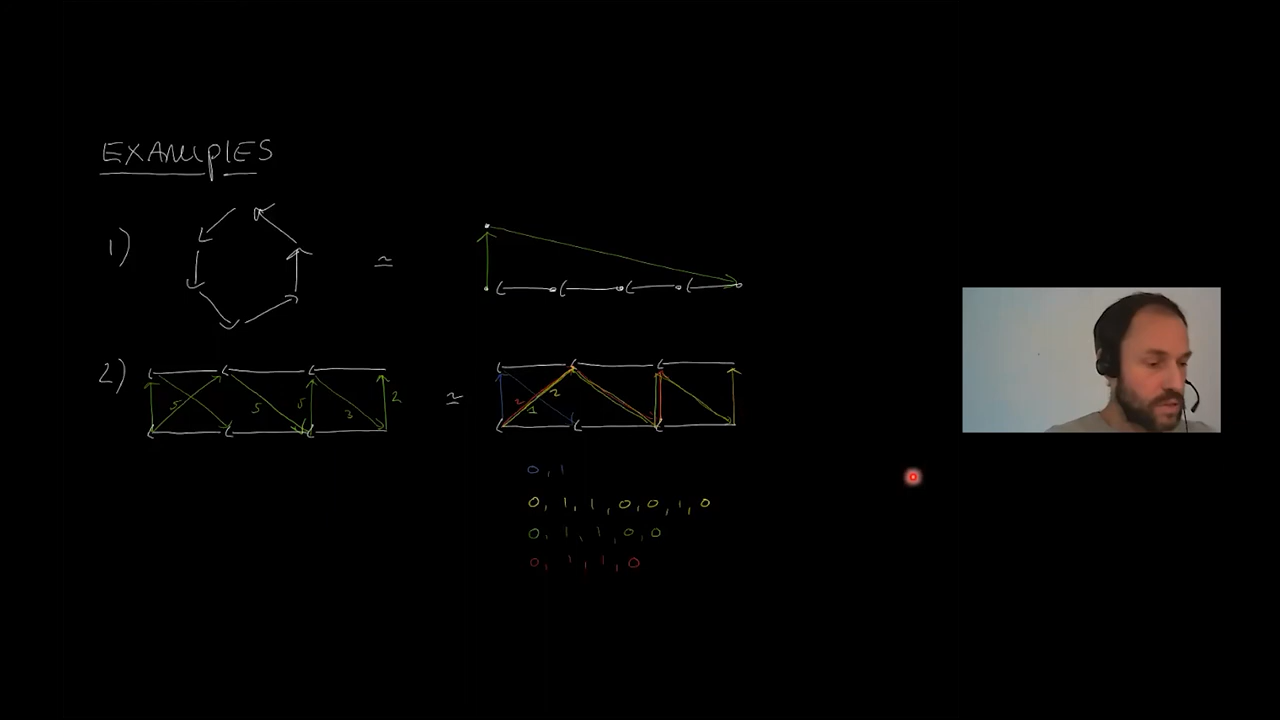 EXAMPLES
1) ≃
2) 5 5 5 3 2 ≃ 2 1 2
0, 1
0, 1, 1, 0, 0, 1, 0
0, 1, 1, 0, 0
0, 1, 1, 0